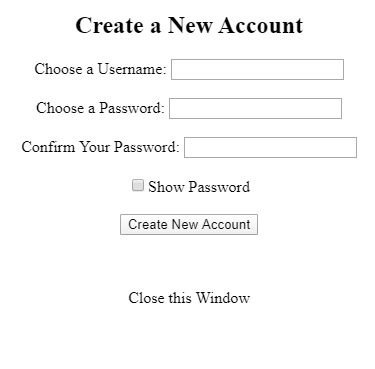 Create a New Account
Choose a Username:
Choose a Password:
Confirm Your Password:
Show Password
Create New Account
Close this Window